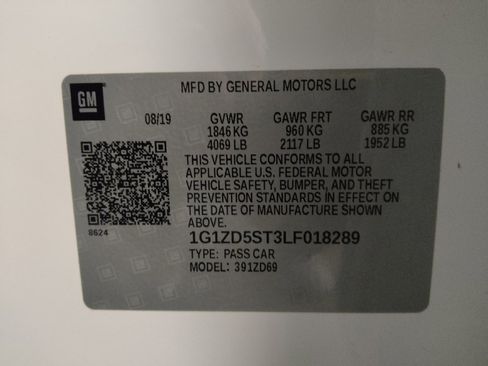 GM
MFD BY GENERAL MOTORS LLC
08/19 GVWR GAWR FRT GAWR RR
1846 KG 960 KG 885 KG
4069 LB 2117 LB 1952 LB
THIS VEHICLE CONFORMS TO ALL
APPLICABLE U.S. FEDERAL MOTOR
VEHICLE SAFETY, BUMPER, AND THEFT
PREVENTION STANDARDS IN EFFECT ON
THE DATE OF MANUFACTURE SHOWN
ABOVE.
8624
1G1ZD5ST3LF018289
TYPE: PASS CAR
MODEL: 391ZD69